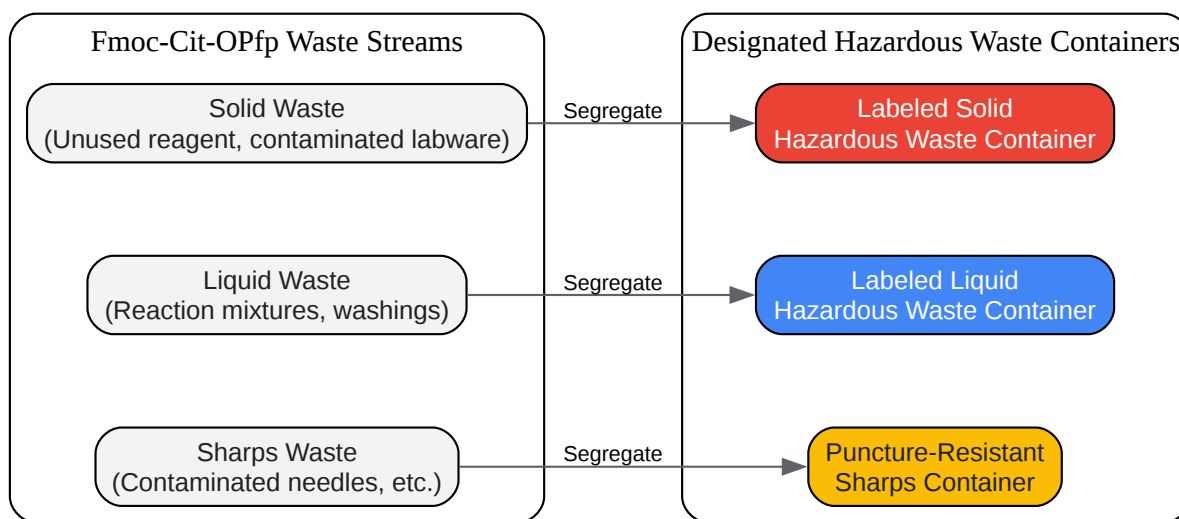 Fmoc-Cit-OPfp Waste Streams
Designated Hazardous Waste Containers
Solid Waste
(Unused reagent, contaminated labware)
Segregate
Labeled Solid
Hazardous Waste Container
Liquid Waste
(Reaction mixtures, washings)
Segregate
Labeled Liquid
Hazardous Waste Container
Sharps Waste
(Contaminated needles, etc.)
Segregate
Puncture-Resistant
Sharps Container